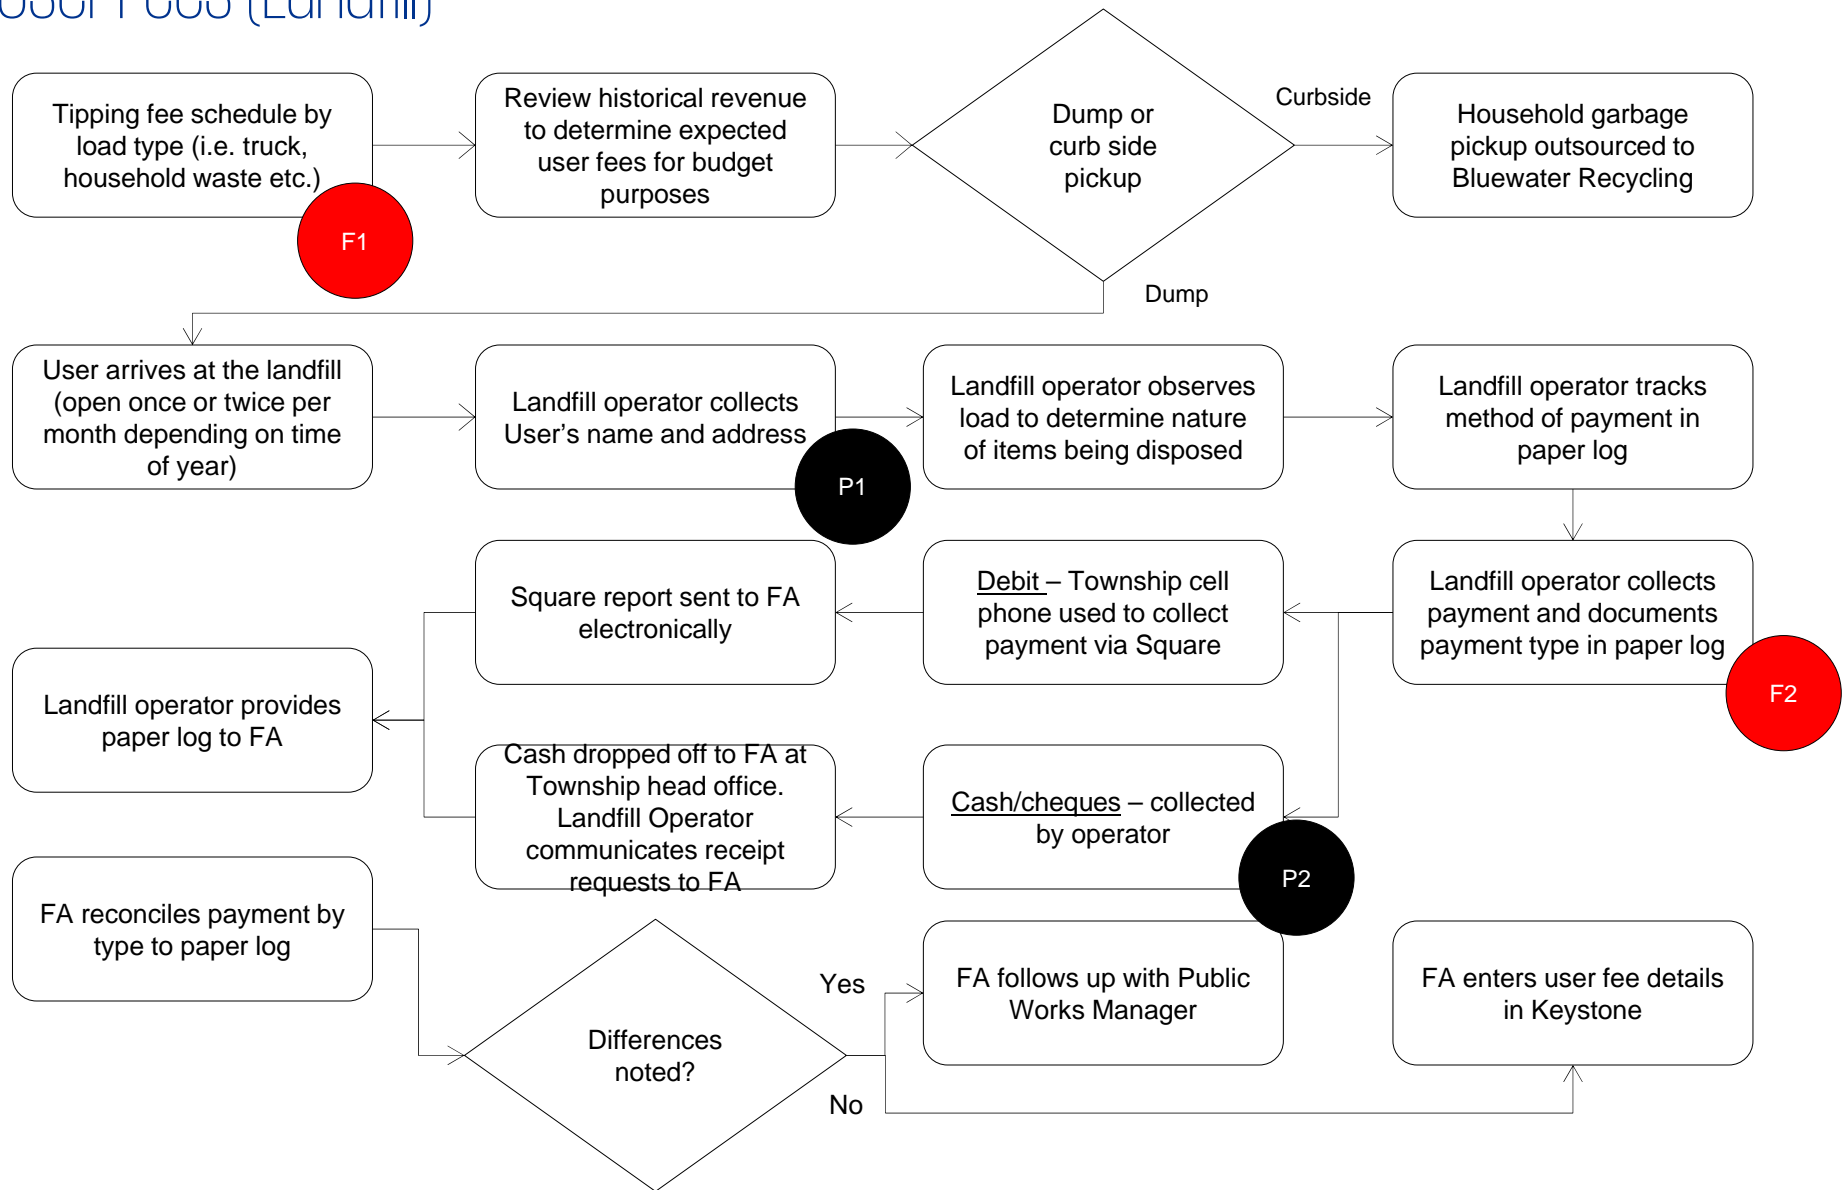 User Fees (Landfill)
Tipping fee schedule by
load type (i.e. truck,
household waste etc.)
F1
Review historical revenue
to determine expected
user fees for budget
purposes
Dump or
curb side
pickup
Curbside
Household garbage
pickup outsourced to
Bluewater Recycling
Dump
User arrives at the landfill
(open once or twice per
month depending on time
of year)
Landfill operator collects
User’s name and address
P1
Landfill operator observes
load to determine nature
of items being disposed
Landfill operator tracks
method of payment in
paper log
Landfill operator collects
payment and documents
payment type in paper log
F2
Debit – Township cell
phone used to collect
payment via Square
Square report sent to FA
electronically
Cash/cheques – collected
by operator
P2
Cash dropped off to FA at
Township head office.
Landfill Operator
communicates receipt
requests to FA
Landfill operator provides
paper log to FA
FA reconciles payment by
type to paper log
Differences
noted?
Yes
FA follows up with Public
Works Manager
No
FA enters user fee details
in Keystone